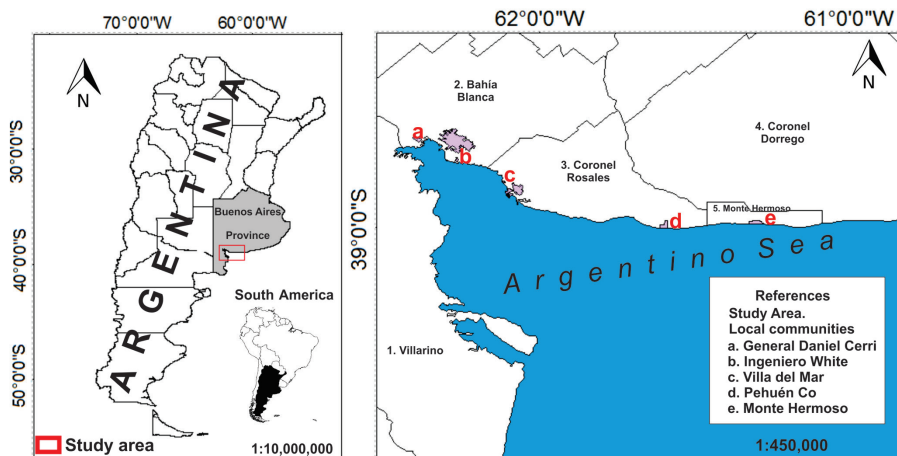 70°0'0"W
60°0'0"W
30°0'0"S
40°0'0"S
50°0'0"S
N
ARGENTINA
Buenos Aires
Province
South America
Study area
1:10,000,000
62°0'0"W
61°0'0"W
39°0'0"S
N
2. Bahía
Blanca
4. Coronel
Dorrego
3. Coronel
Rosales
5. Monte Hermoso
1. Villarino
a
b
c
d
e
Argentino Sea
References
Study Area.
Local communities
a. General Daniel Cerri
b. Ingeniero White
c. Villa del Mar
d. Pehuén Co
e. Monte Hermoso
1:450,000